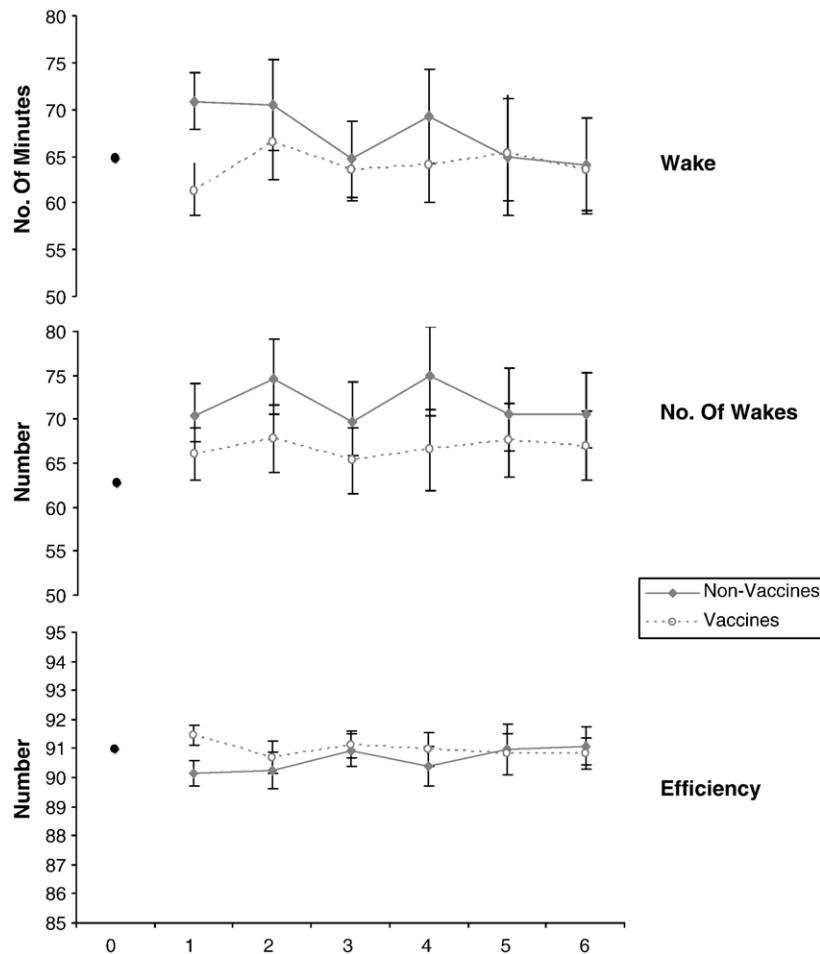 No. Of Minutes
80
75
70
65
60
55
50
Wake
Number
80
75
70
65
60
55
50
No. Of Wakes
Non-Vaccines
Vaccines
Number
95
94
93
92
91
90
89
88
87
86
85
Efficiency
0 1 2 3 4 5 6